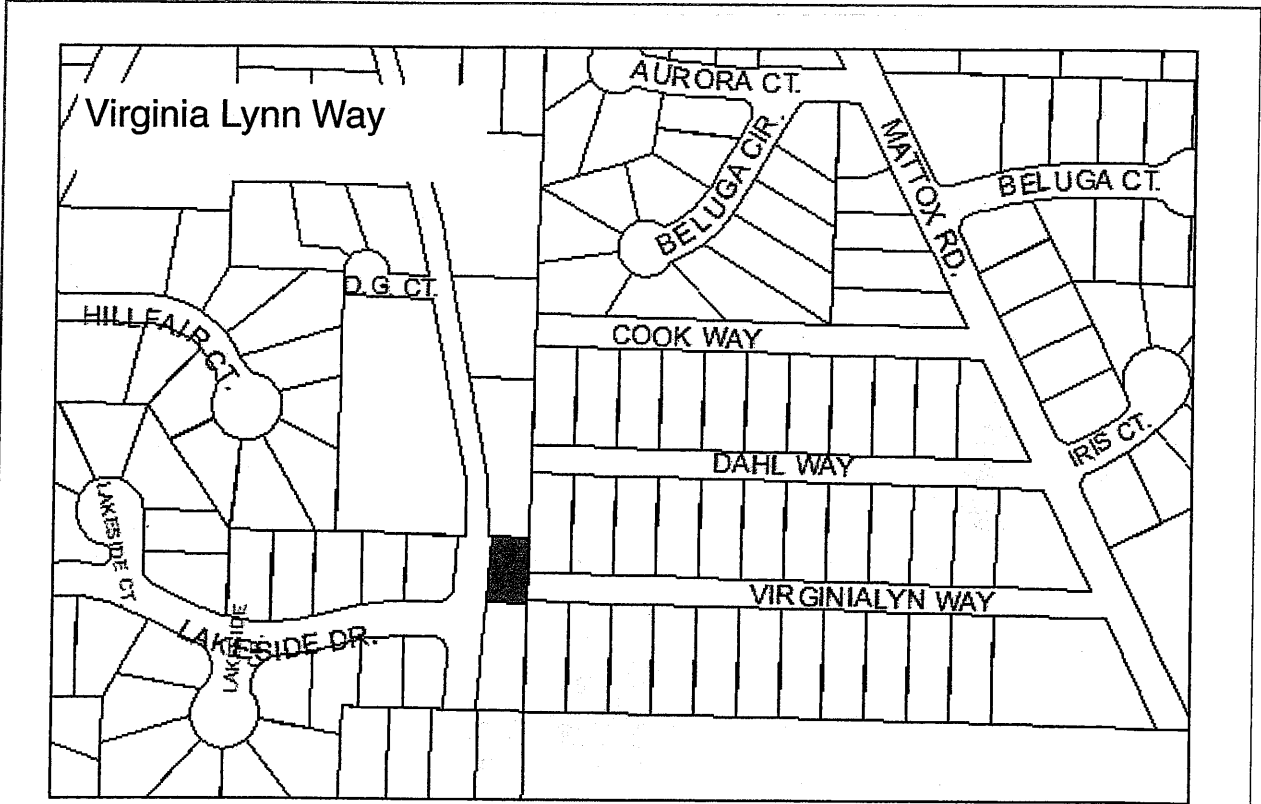 AURORA CT.
Virginia Lynn Way
BELUGA CIR.
MATTOX RD.
BELUGA CT.
D. G. CT.
HILLFAIR CT.
COOK WAY
IRIS CT.
DAHL WAY
LAKESIDE CT
VIRGINIALYN WAY
LAKESIDE DR.
LAKESIDE